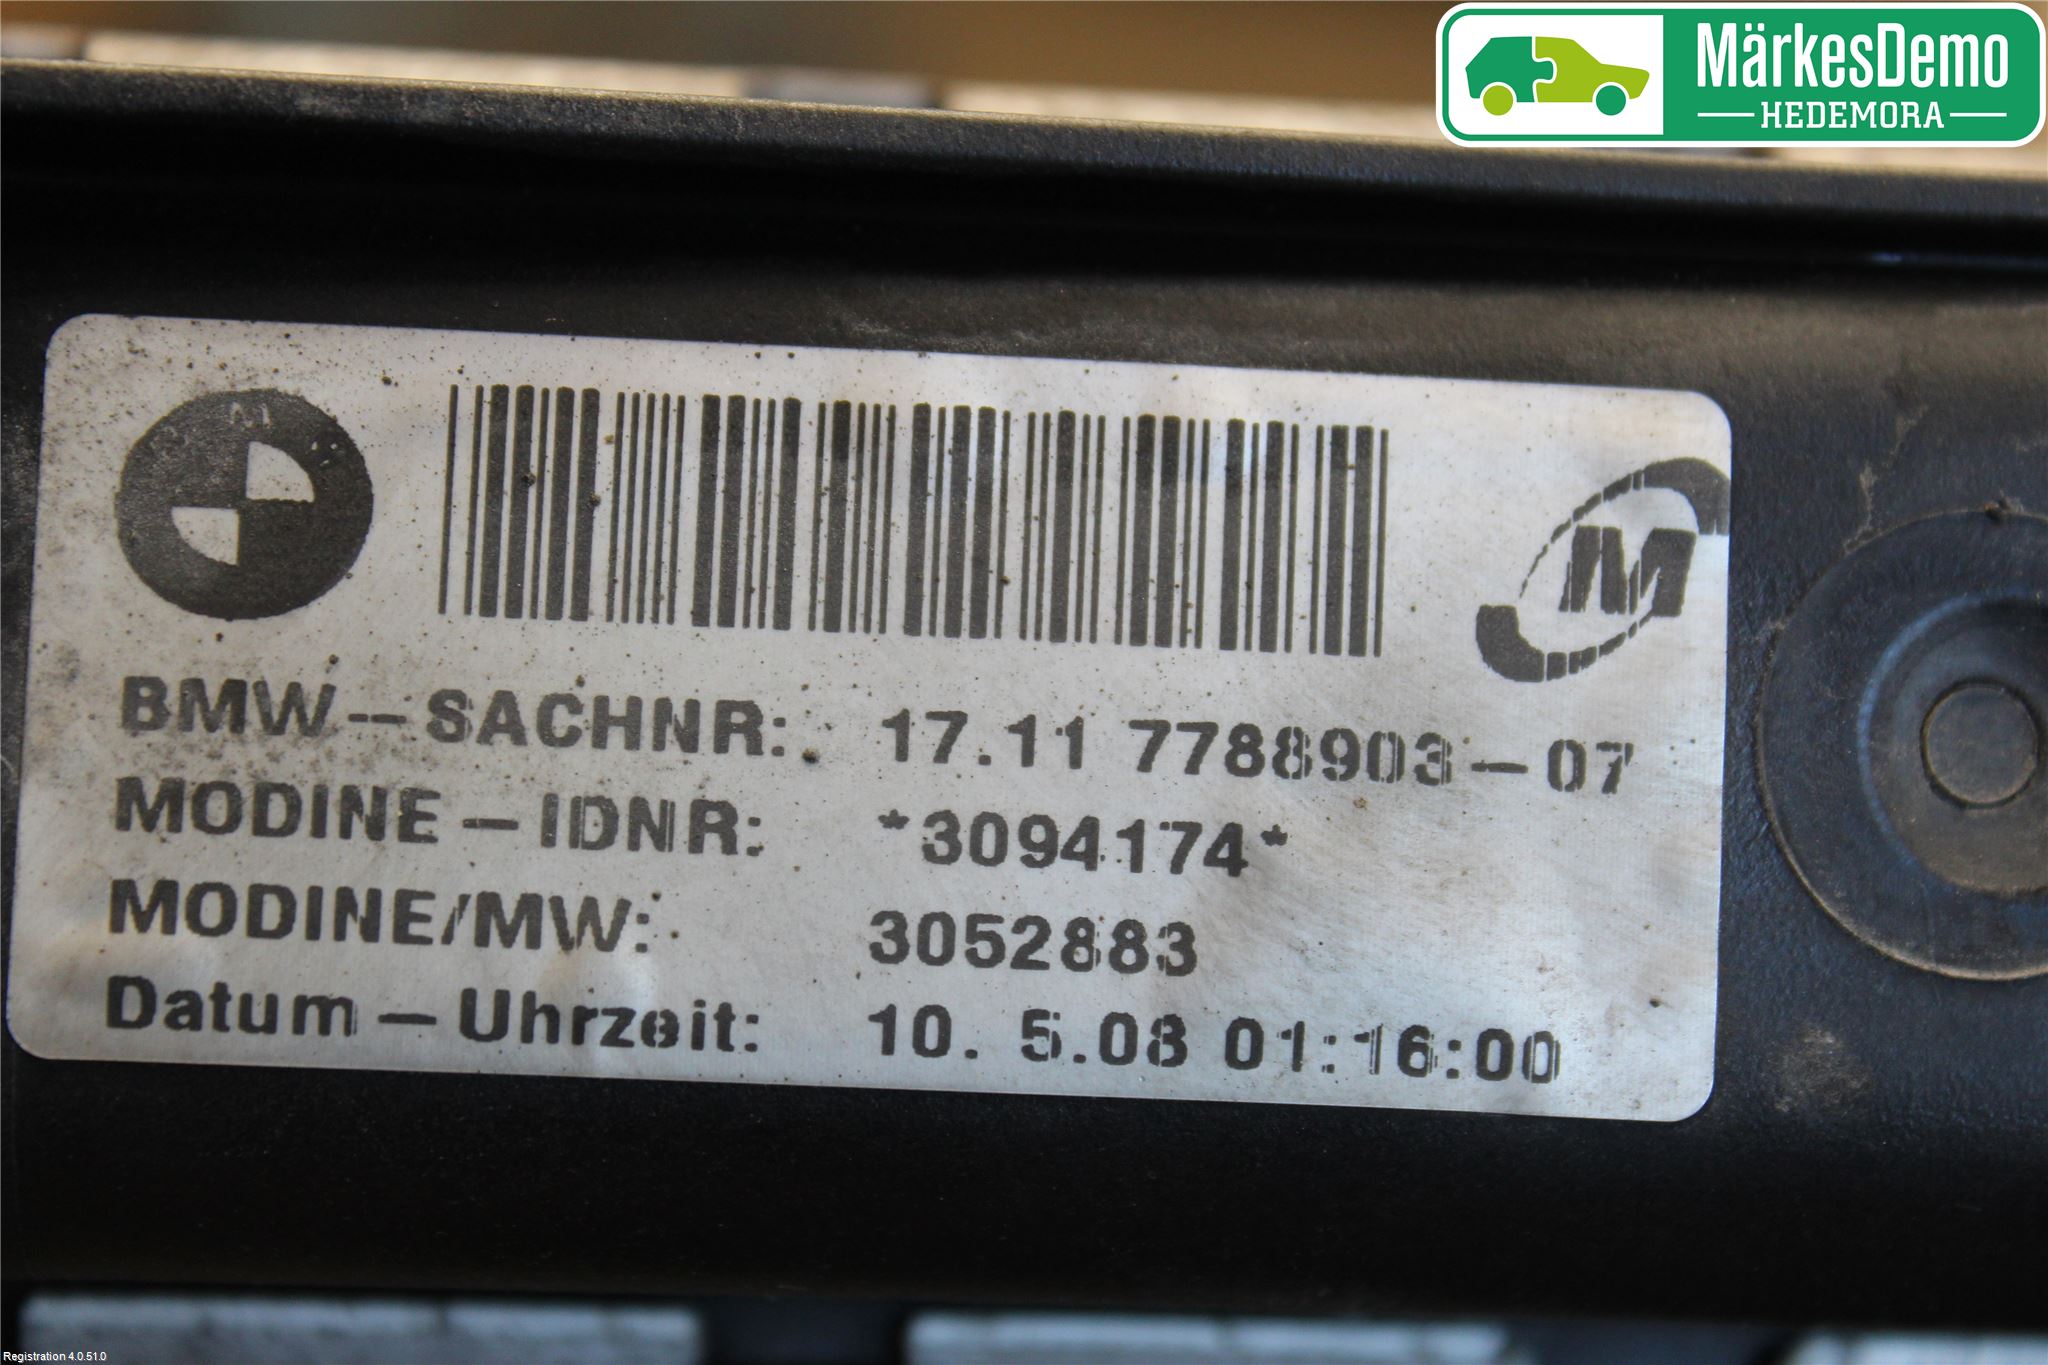 MärkesDemo
HEDEMORA
BMW-SACHNR: 17.11 7788903-07
MODINE-IDNR: *3094174*
MODINE/MW: 3052883
Datum-Uhrzeit: 10. 5.08 01:16:00
Registration 4.0.51.0